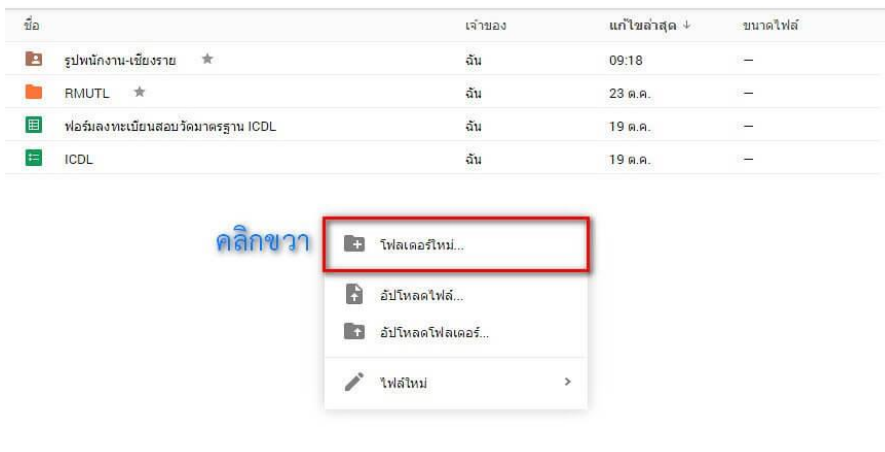 ชื่อ เจ้าของ แก้ไขล่าสุด ↓ ขนาดไฟล์
รูปพนักงาน-เชียงราย ★ ฉัน 09:18 —
RMUTL ★ ฉัน 23 ต.ค. —
ฟอร์มลงทะเบียนสอบวัดมาตรฐาน ICDL ฉัน 19 ต.ค. —
ICDL ฉัน 19 ต.ค. —
คลิกขวา
โฟลเดอร์ใหม่...
อัปโหลดไฟล์...
อัปโหลดโฟลเดอร์...
ไฟล์ใหม่ >